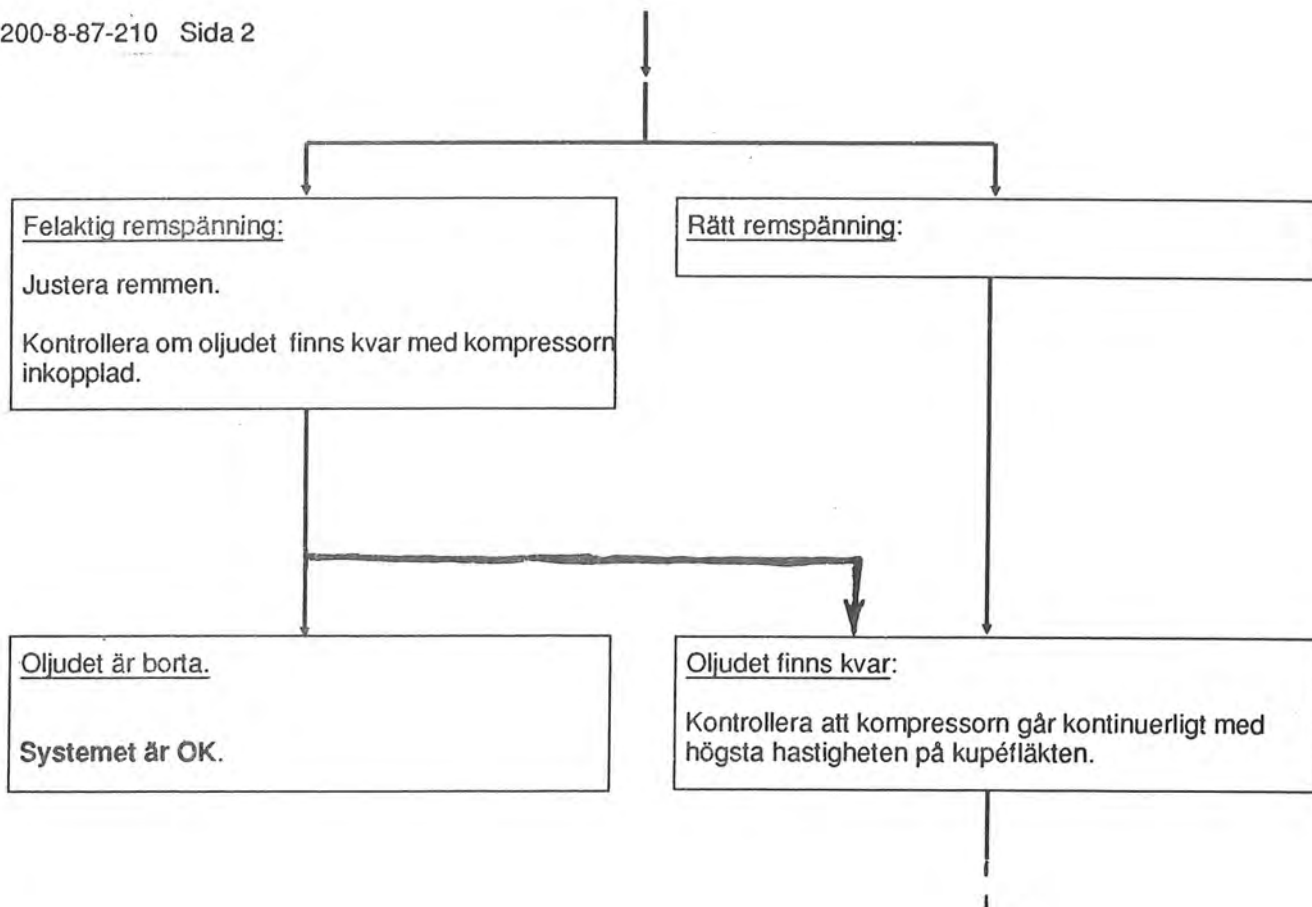 200-8-87-210 Sida 2
Felaktig remspänning:
Justera remmen.
Kontrollera om oljudet finns kvar med kompressorn
inkopplad.
Rätt remspänning:
Oljudet är borta.
Systemet är OK.
Oljudet finns kvar:
Kontrollera att kompressorn går kontinuerligt med
högsta hastigheten på kupéfläkten.